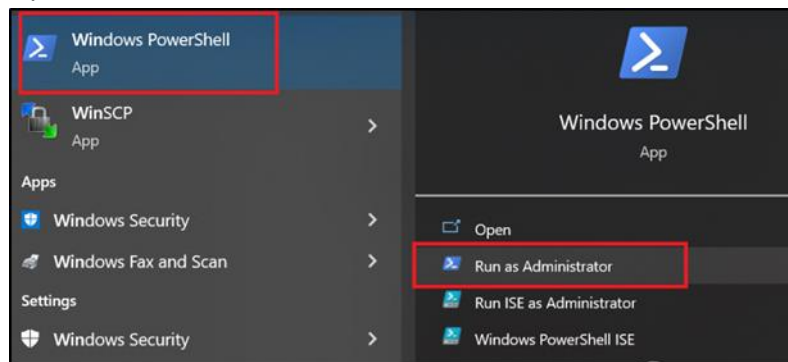 Windows PowerShell
App
WinSCP
App
Apps
Windows Security
Windows Fax and Scan
Settings
Windows Security
Windows PowerShell
App
Open
Run as Administrator
Run ISE as Administrator
Windows PowerShell ISE